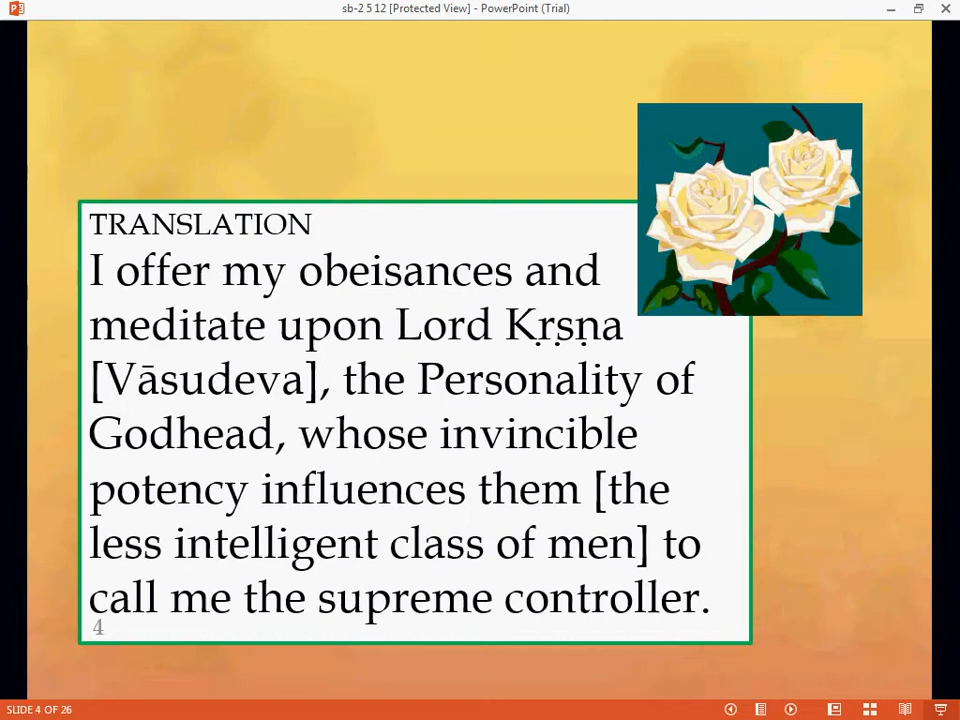 sb-2 5 12 [Protected View] - PowerPoint (Trial)
TRANSLATION
I offer my obeisances and
meditate upon Lord Kṛṣṇa
[Vāsudeva], the Personality of
Godhead, whose invincible
potency influences them [the
less intelligent class of men] to
call me the supreme controller.
4
SLIDE 4 OF 26